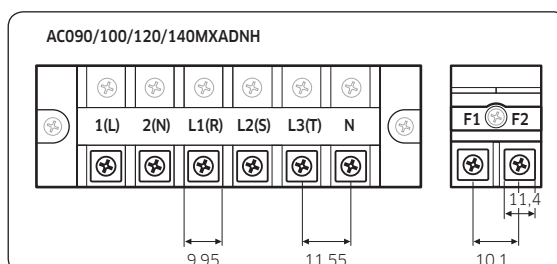 AC090/100/120/140MXADNH
1(L) 2(N) L1(R) L2(S) L3(T) N
F1 F2
11,4
9.95 11.55 10.1